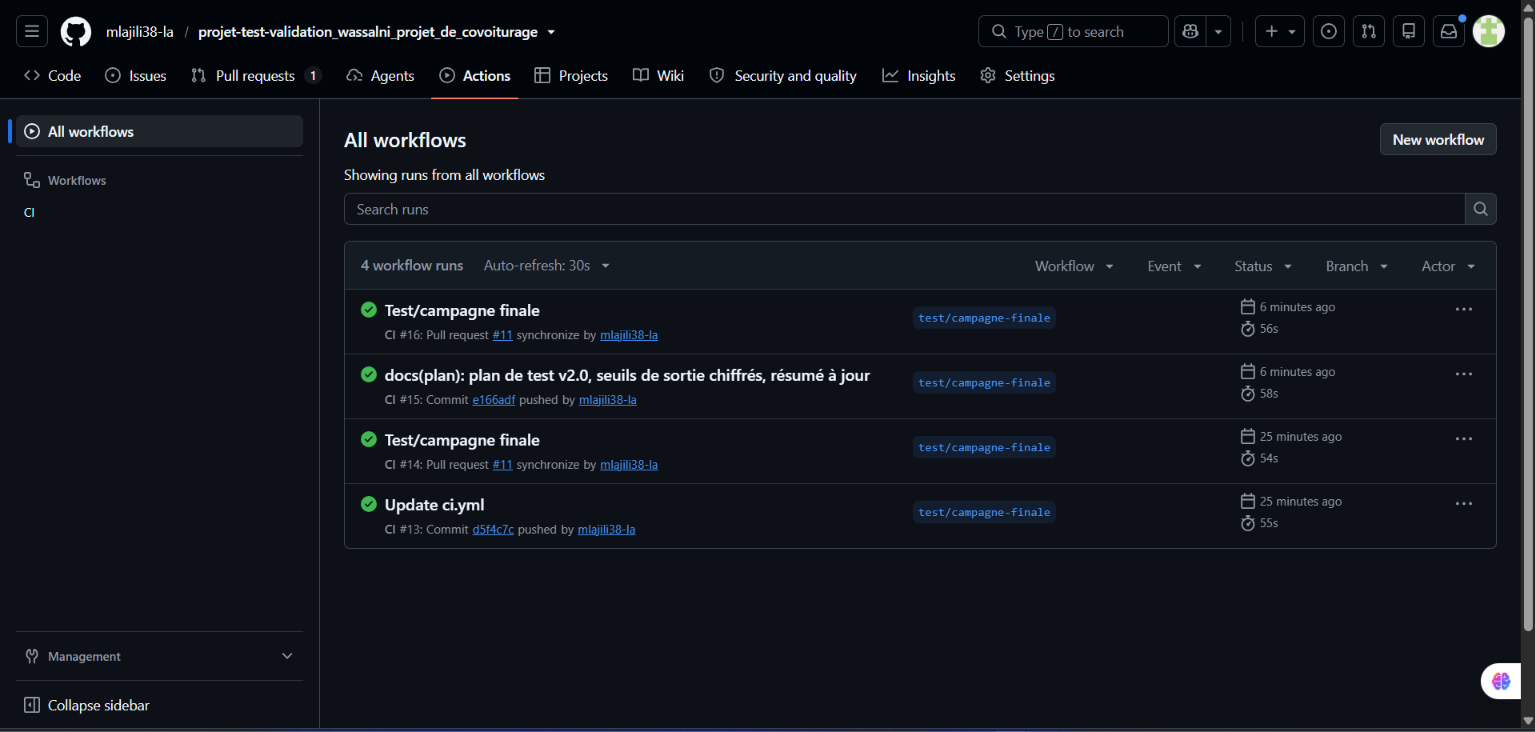 mlajili38-la / projet-test-validation_wassalni_projet_de_covoiturage
Type / to search
Code
Issues
Pull requests 1
Agents
Actions
Projects
Wiki
Security and quality
Insights
Settings
All workflows
Workflows
CI
Management
Collapse sidebar
All workflows
New workflow
Showing runs from all workflows
Search runs
4 workflow runs
Auto-refresh: 30s
Workflow
Event
Status
Branch
Actor
Test/campagne finale
CI #16: Pull request #11 synchronize by mlajili38-la
test/campagne-finale
6 minutes ago
56s
docs(plan): plan de test v2.0, seuils de sortie chiffrés, résumé à jour
CI #15: Commit e166adf pushed by mlajili38-la
test/campagne-finale
6 minutes ago
58s
Test/campagne finale
CI #14: Pull request #11 synchronize by mlajili38-la
test/campagne-finale
25 minutes ago
54s
Update ci.yml
CI #13: Commit d5f4c7c pushed by mlajili38-la
test/campagne-finale
25 minutes ago
55s